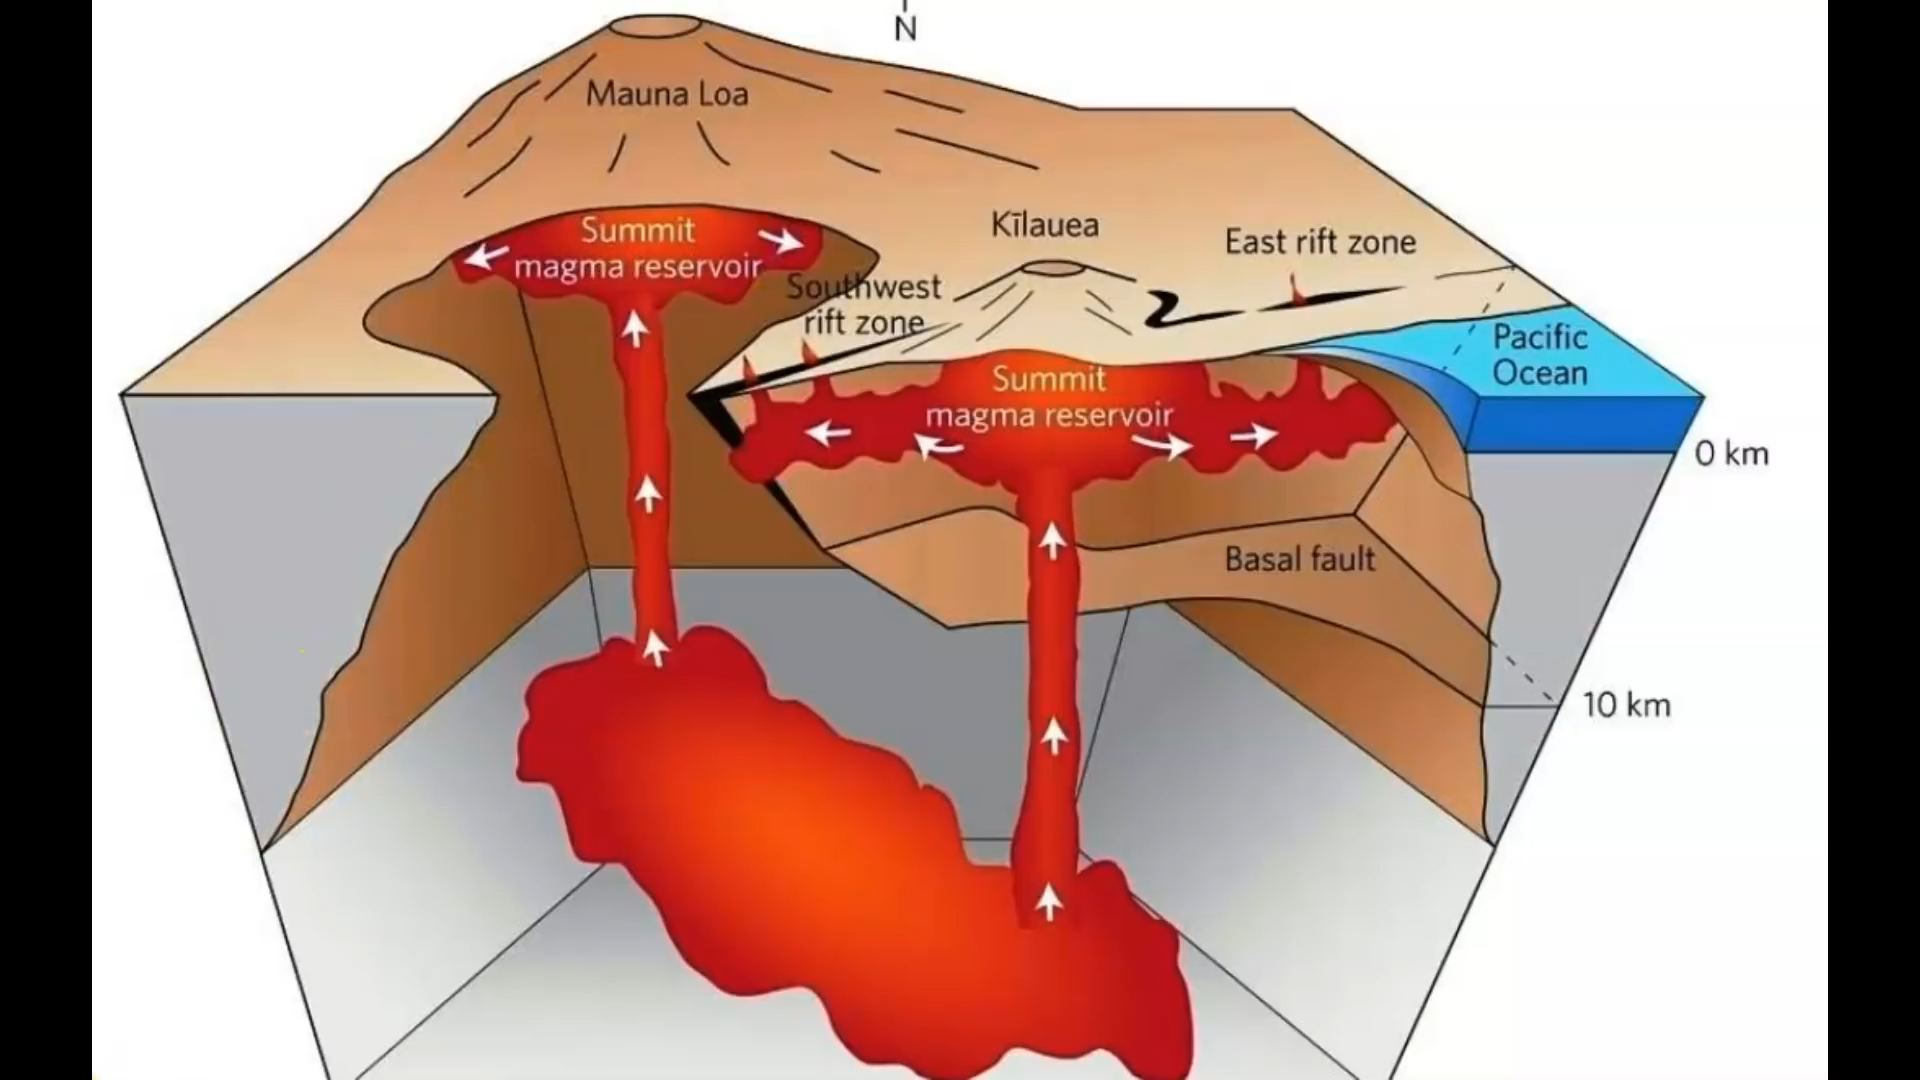 N
Mauna Loa
Summit
magma reservoir
Kīlauea
East rift zone
Southwest
rift zone
Pacific
Ocean
Summit
magma reservoir
0 km
Basal fault
10 km